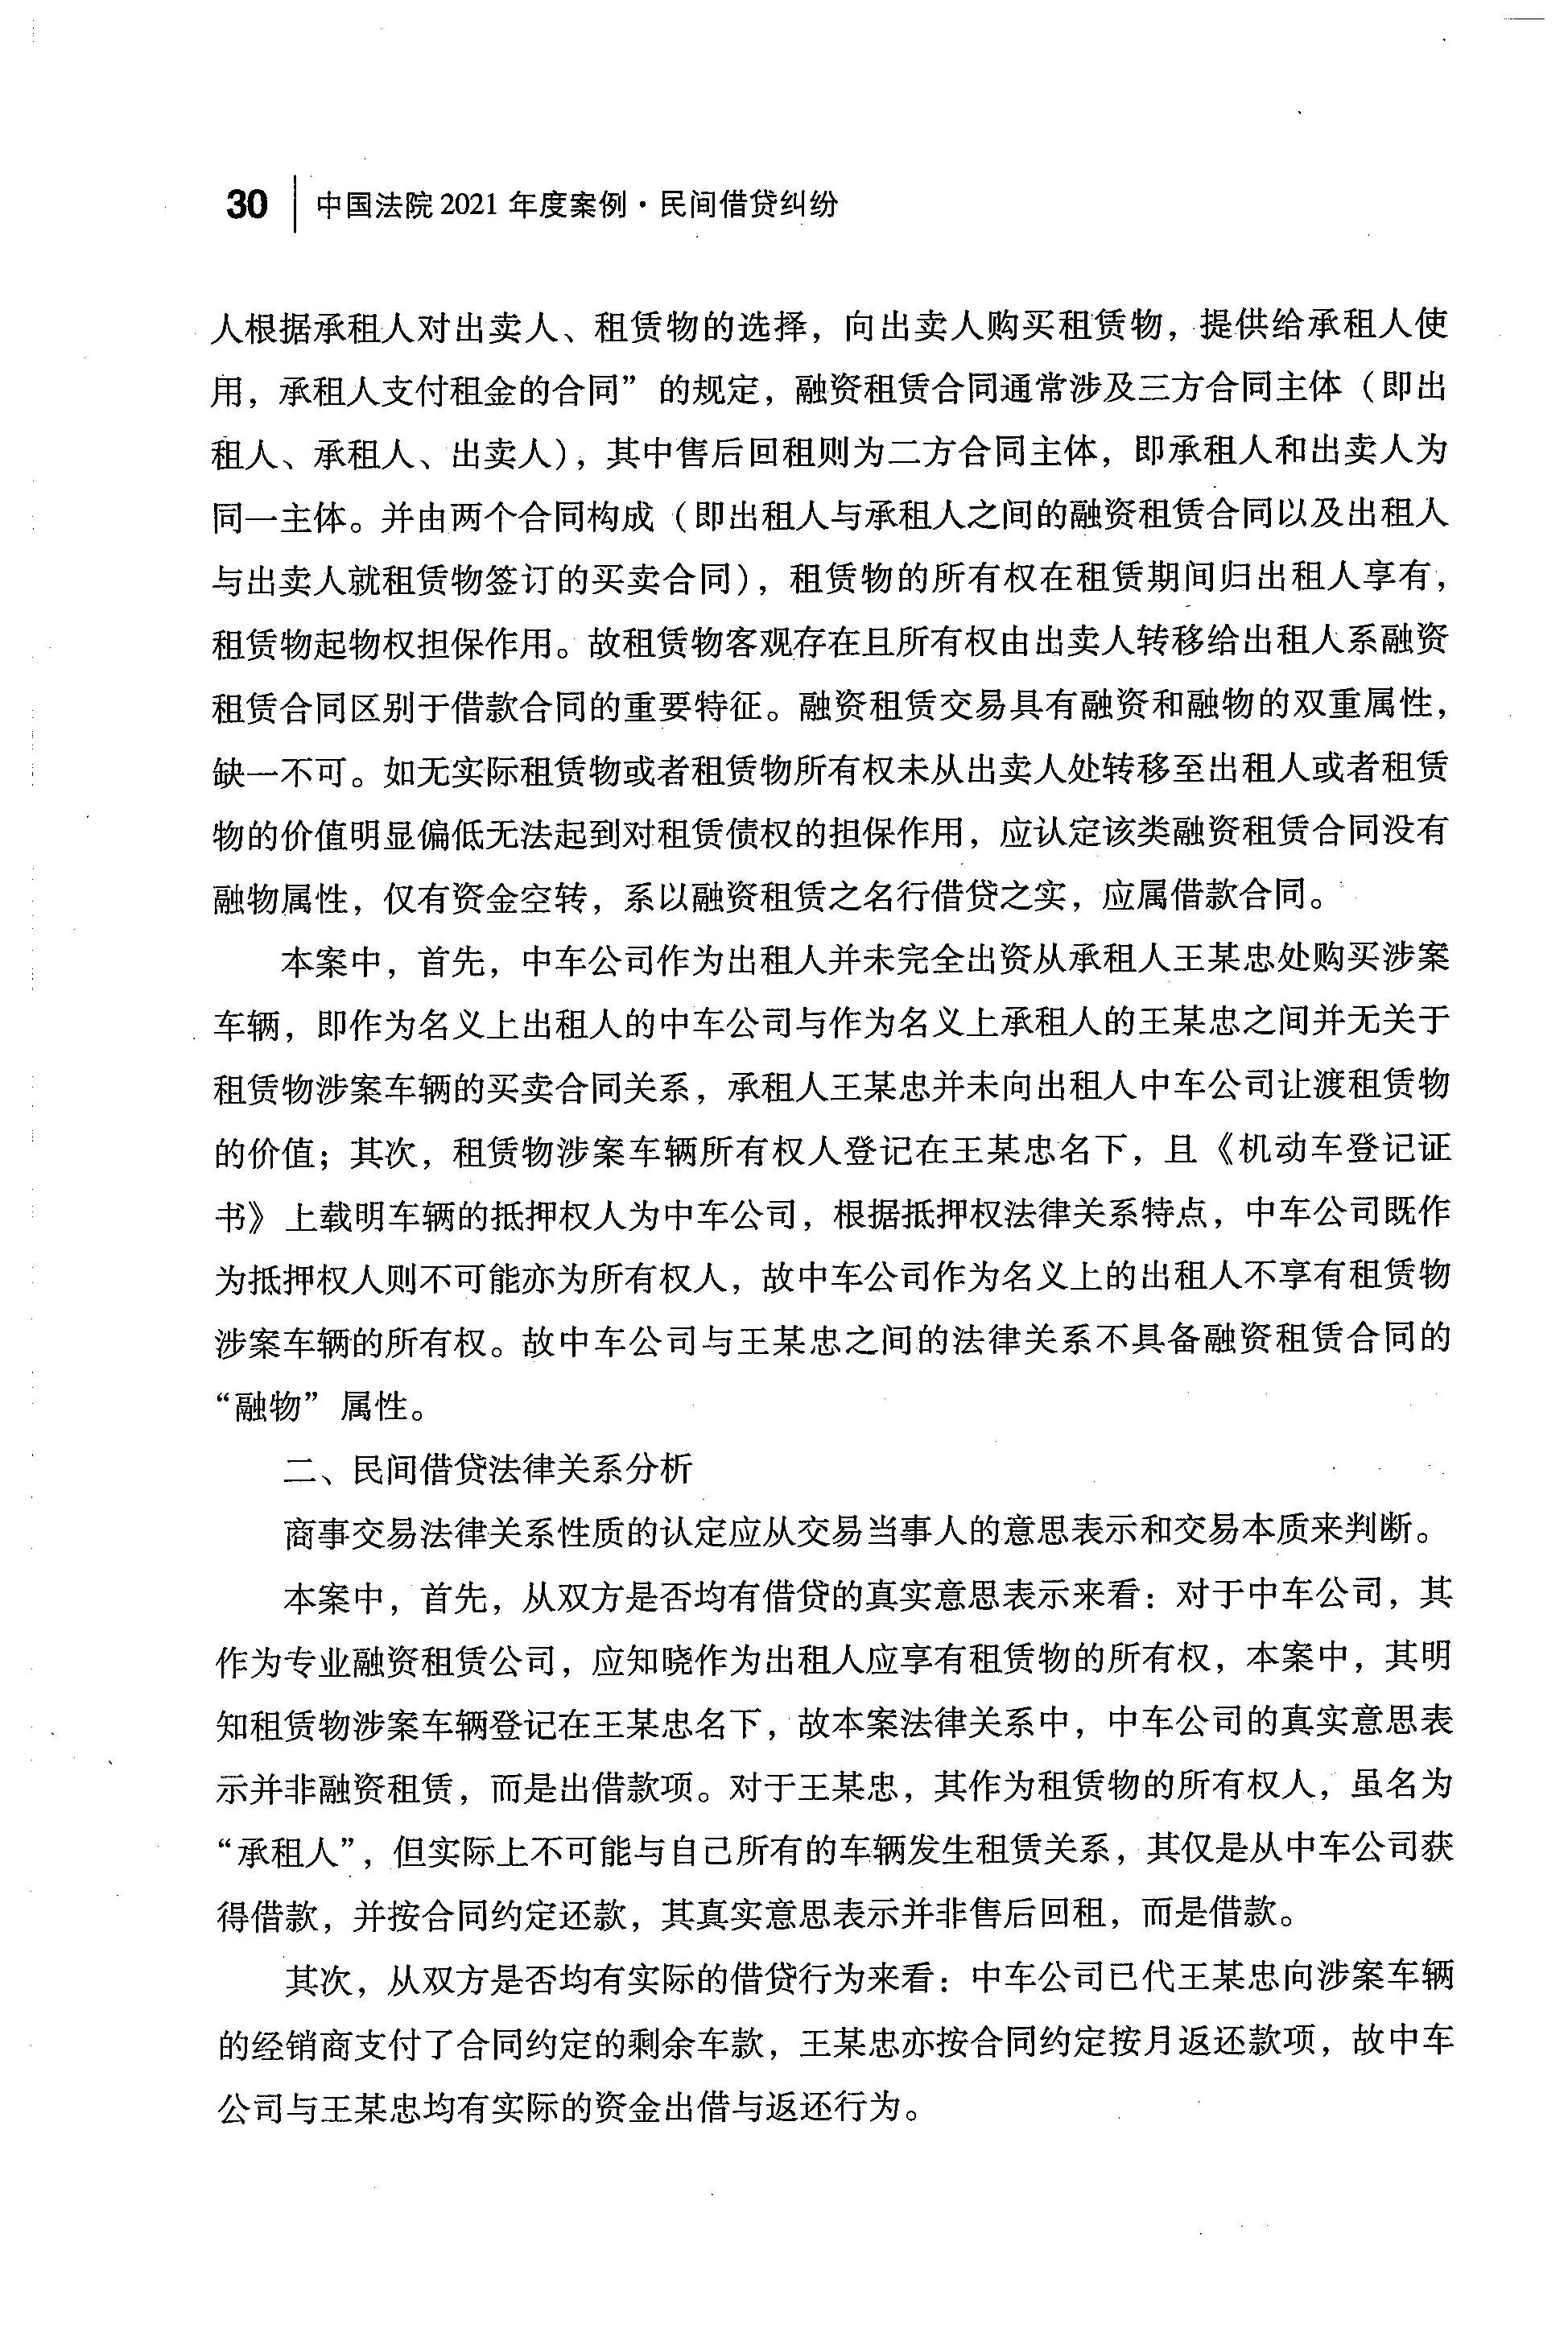 30 中国法院2021年度案例·民间借贷纠纷
人根据承租人对出卖人、租赁物的选择，向出卖人购买租赁物，提供给承租人使
用，承租人支付租金的合同”的规定，融资租赁合同通常涉及三方合同主体（即出
租人、承租人、出卖人），其中售后回租则为二方合同主体，即承租人和出卖人为
同一主体。并由两个合同构成（即出租人与承租人之间的融资租赁合同以及出租人
与出卖人就租赁物签订的买卖合同），租赁物的所有权在租赁期间归出租人享有，
租赁物起物权担保作用。故租赁物客观存在且所有权由出卖人转移给出租人系融资
租赁合同区别于借款合同的重要特征。融资租赁交易具有融资和融物的双重属性，
缺一不可。如无实际租赁物或者租赁物所有权未从出卖人处转移至出租人或者租赁
物的价值明显偏低无法起到对租赁债权的担保作用，应认定该类融资租赁合同没有
融物属性，仅有资金空转，系以融资租赁之名行借贷之实，应属借款合同。
本案中，首先，中车公司作为出租人并未完全出资从承租人王某忠处购买涉案
车辆，即作为名义上出租人的中车公司与作为名义上承租人的王某忠之间并无关于
租赁物涉案车辆的买卖合同关系，承租人王某忠并未向出租人中车公司让渡租赁物
的价值；其次，租赁物涉案车辆所有权人登记在王某忠名下，且《机动车登记证
书》上载明车辆的抵押权人为中车公司，根据抵押权法律关系特点，中车公司既作
为抵押权人则不可能亦为所有权人，故中车公司作为名义上的出租人不享有租赁物
涉案车辆的所有权。故中车公司与王某忠之间的法律关系不具备融资租赁合同的
“融物”属性。
二、民间借贷法律关系分析
商事交易法律关系性质的认定应从交易当事人的意思表示和交易本质来判断。
本案中，首先，从双方是否均有借贷的真实意思表示来看：对于中车公司，其
作为专业融资租赁公司，应知晓作为出租人应享有租赁物的所有权，本案中，其明
知租赁物涉案车辆登记在王某忠名下，故本案法律关系中，中车公司的真实意思表
示并非融资租赁，而是出借款项。对于王某忠，其作为租赁物的所有权人，虽名为
“承租人”，但实际上不可能与自己所有的车辆发生租赁关系，其仅是从中车公司获
得借款，并按合同约定还款，其真实意思表示并非售后回租，而是借款。
其次，从双方是否均有实际的借贷行为来看：中车公司已代王某忠向涉案车辆
的经销商支付了合同约定的剩余车款，王某忠亦按合同约定按月返还款项，故中车
公司与王某忠均有实际的资金出借与返还行为。